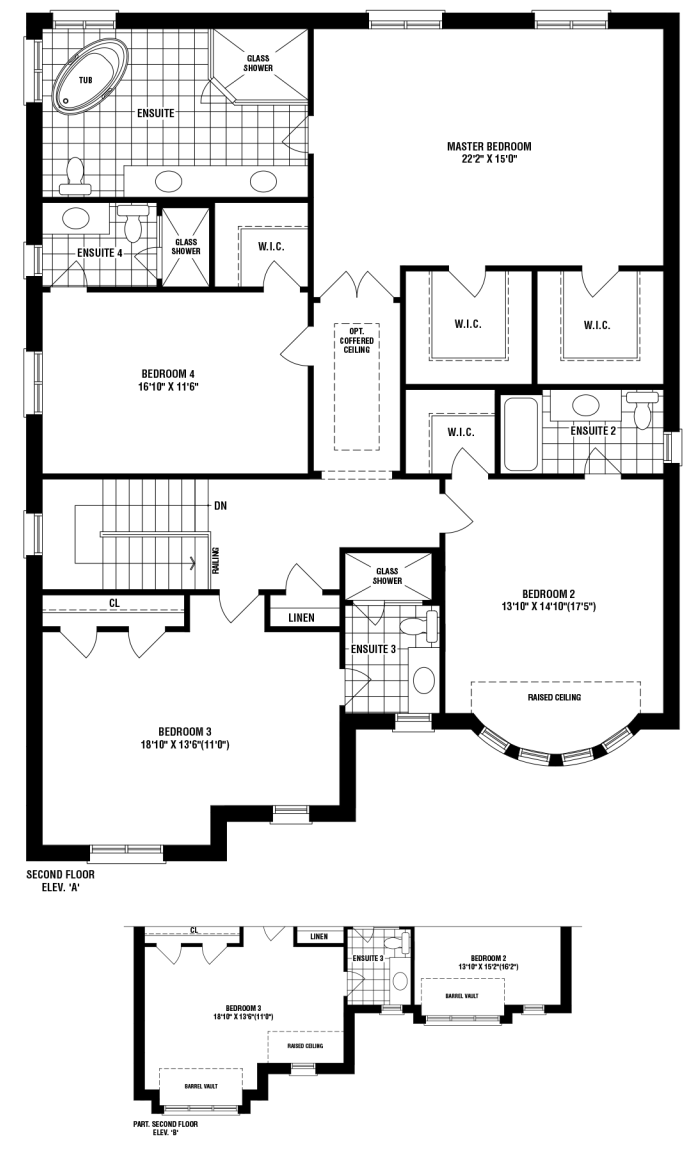 GLASS
SHOWER
TUB
ENSUITE
MASTER BEDROOM
22'2" X 15'0"
ENSUITE 4
GLASS
SHOWER
W.I.C.
W.I.C.
W.I.C.
OPT.
COFFERED
CEILING
BEDROOM 4
16'10" X 11'6"
W.I.C.
ENSUITE 2
DN
RAILING
GLASS
SHOWER
CL
LINEN
BEDROOM 2
13'10" X 14'10"(17'5")
ENSUITE 3
RAISED CEILING
BEDROOM 3
18'10" X 13'6"(11'0")
SECOND FLOOR
ELEV. 'A'
CL
LINEN
ENSUITE 3
BEDROOM 2
13'10" X 15'2"(16'2")
BARREL VAULT
BEDROOM 3
18'10" X 13'6"(11'0")
RAISED CEILING
BARREL VAULT
PART. SECOND FLOOR
ELEV. 'B'